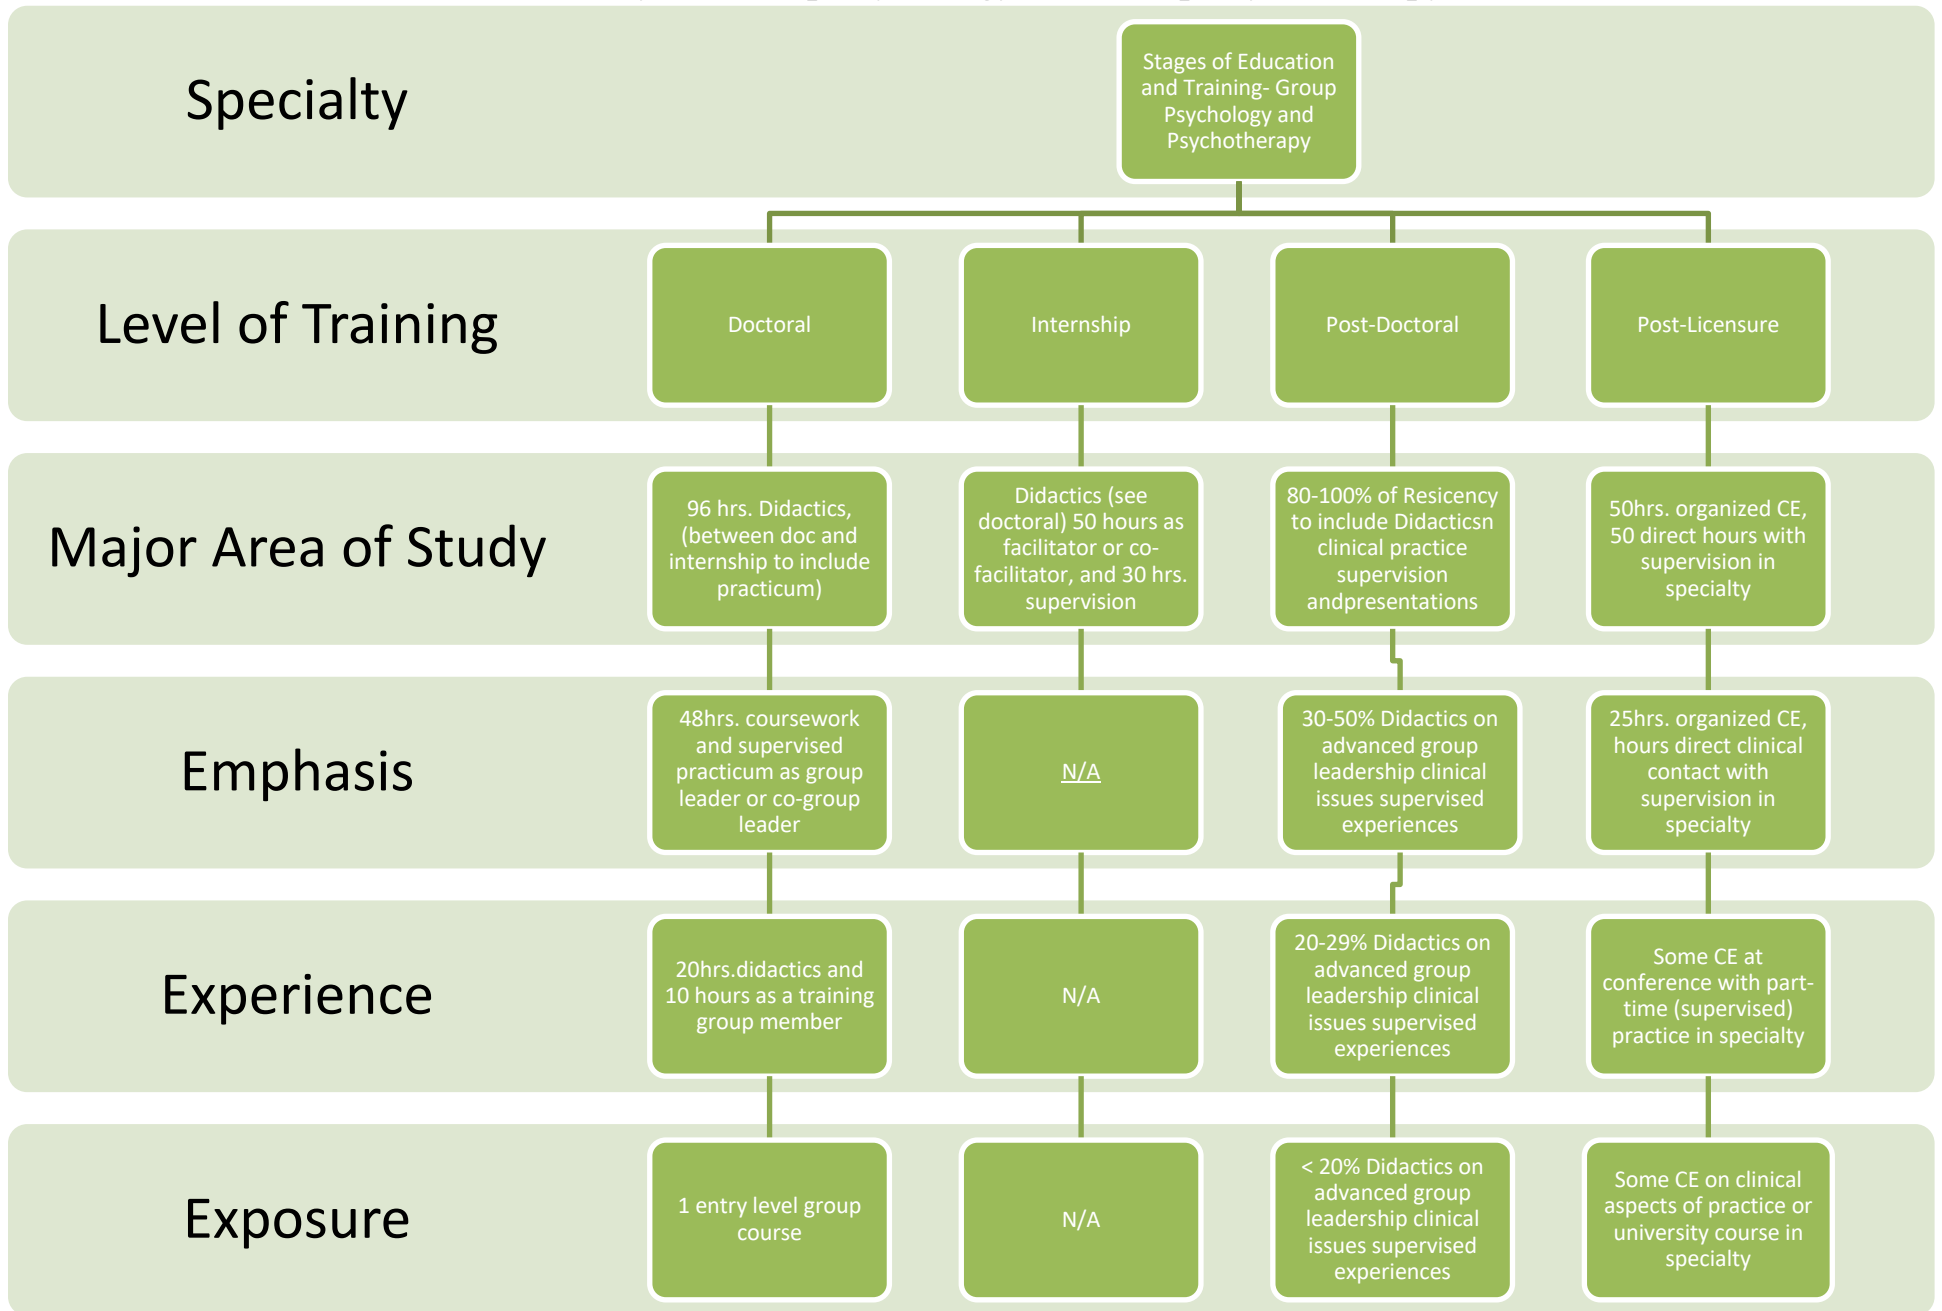 Specialty
Stages of Education
and Training- Group
Psychology and
Psychotherapy
Level of Training
Doctoral
Internship
Post-Doctoral
Post-Licensure
Major Area of Study
96 hrs. Didactics,
(between doc and
internship to include
practicum)
Didactics (see
doctoral) 50 hours as
facilitator or co-
facilitator, and 30 hrs.
supervision
80-100% of Resicency
to include Didacticsn
clinical practice
supervision
andpresentations
50hrs. organized CE,
50 direct hours with
supervision in
specialty
Emphasis
48hrs. coursework
and supervised
practicum as group
leader or co-group
leader
N/A
30-50% Didactics on
advanced group
leadership clinical
issues supervised
experiences
25hrs. organized CE,
hours direct clinical
contact with
supervision in
specialty
Experience
20hrs.didactics and
10 hours as a training
group member
N/A
20-29% Didactics on
advanced group
leadership clinical
issues supervised
experiences
Some CE at
conference with part-
time (supervised)
practice in specialty
Exposure
1 entry level group
course
N/A
< 20% Didactics on
advanced group
leadership clinical
issues supervised
experiences
Some CE on clinical
aspects of practice or
university course in
specialty